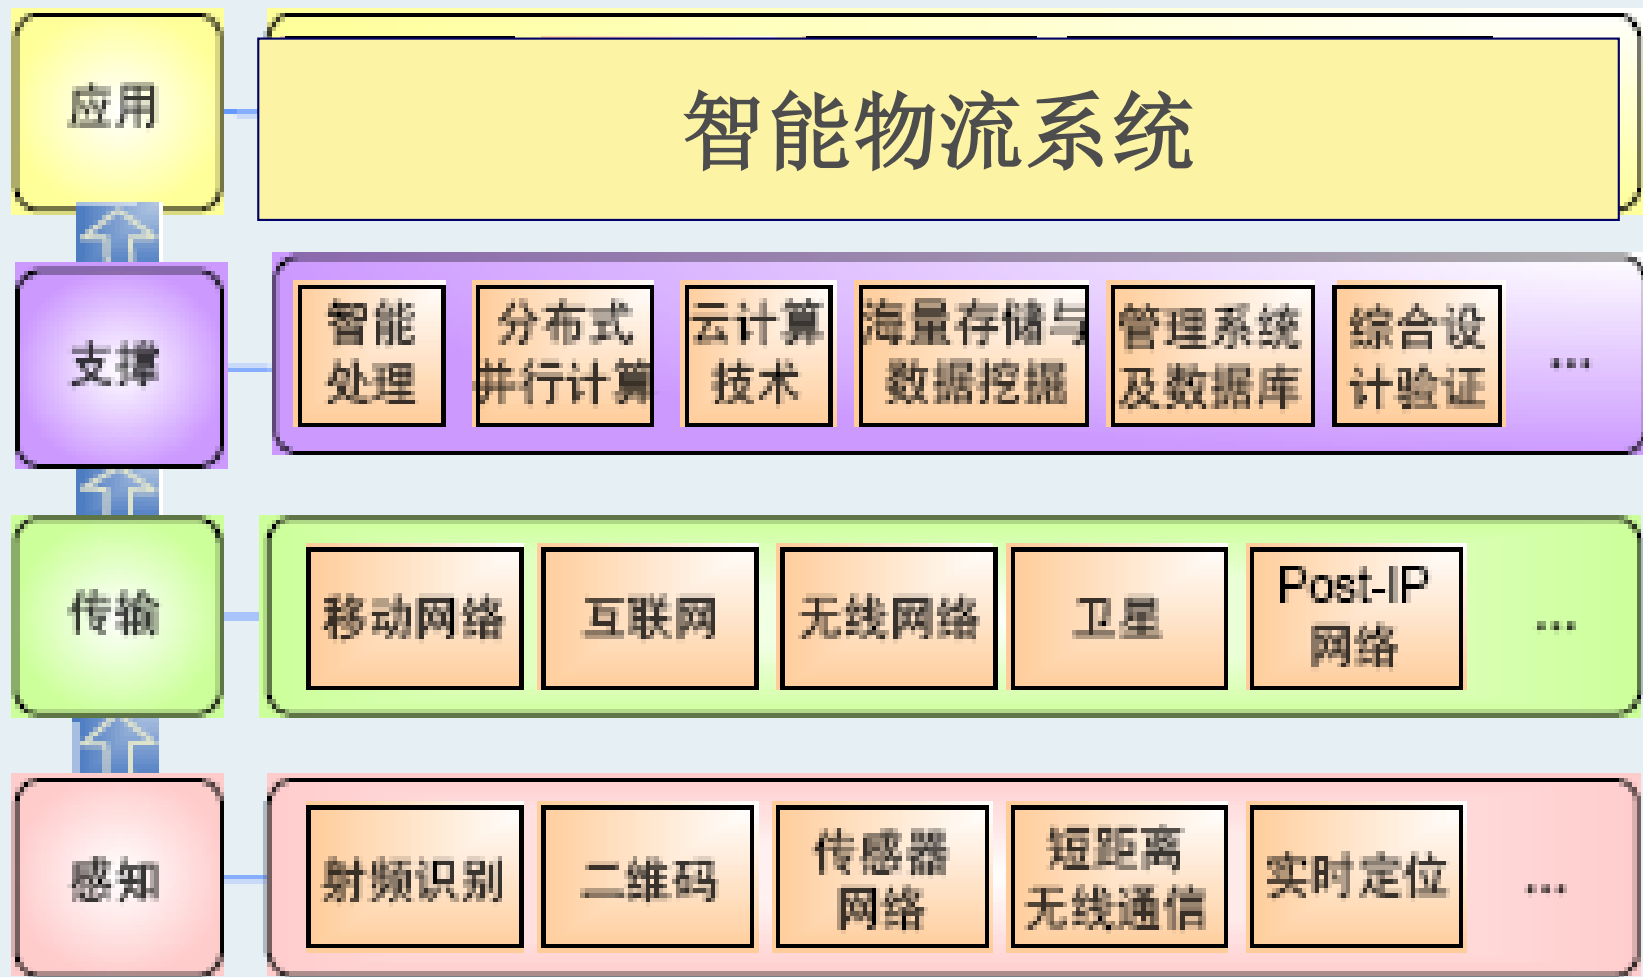 应用
智能物流系统
支撑
智能
处理
分布式
并行计算
云计算
技术
海量存储与
数据挖掘
管理系统
及数据库
综合设
计验证
...
传输
移动网络
互联网
无线网络
卫星
Post-IP
网络
...
感知
射频识别
二维码
传感器
网络
短距离
无线通信
实时定位
...